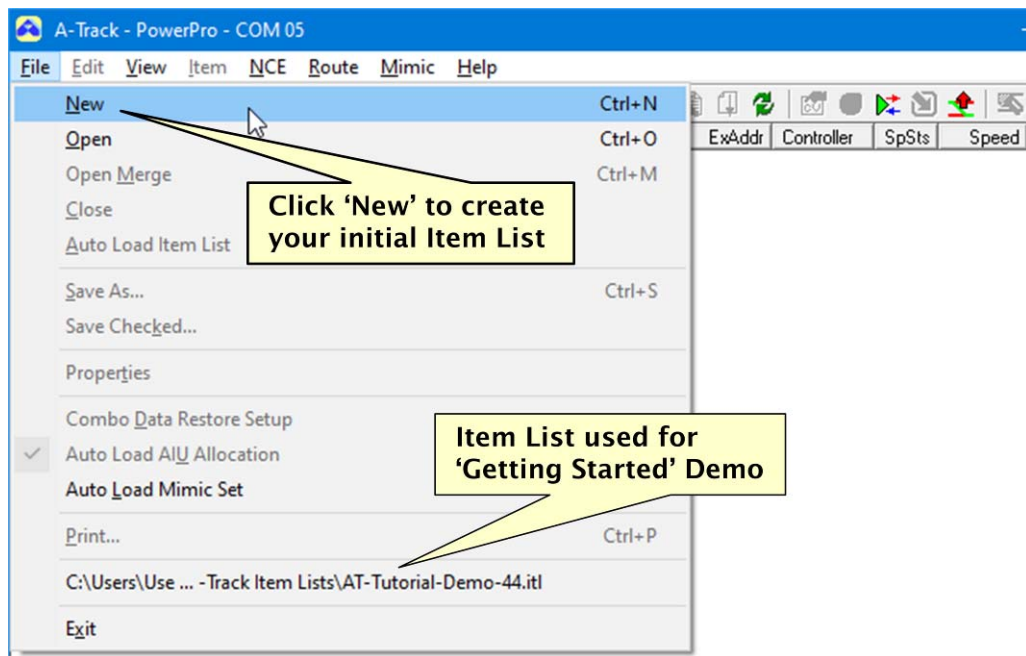 A-Track - PowerPro - COM 05
File Edit View Item NCE Route Mimic Help
New Ctrl+N
Open Ctrl+O
ExAddr Controller SpSts Speed
Open Merge Ctrl+M
Close
Auto Load Item List
Click ‘New’ to create
your initial Item List
Save As... Ctrl+S
Save Checked...
Properties
Combo Data Restore Setup
Auto Load AIU Allocation
Auto Load Mimic Set
Item List used for
‘Getting Started’ Demo
Print... Ctrl+P
C:\Users\Use ... -Track Item Lists\AT-Tutorial-Demo-44.itl
Exit